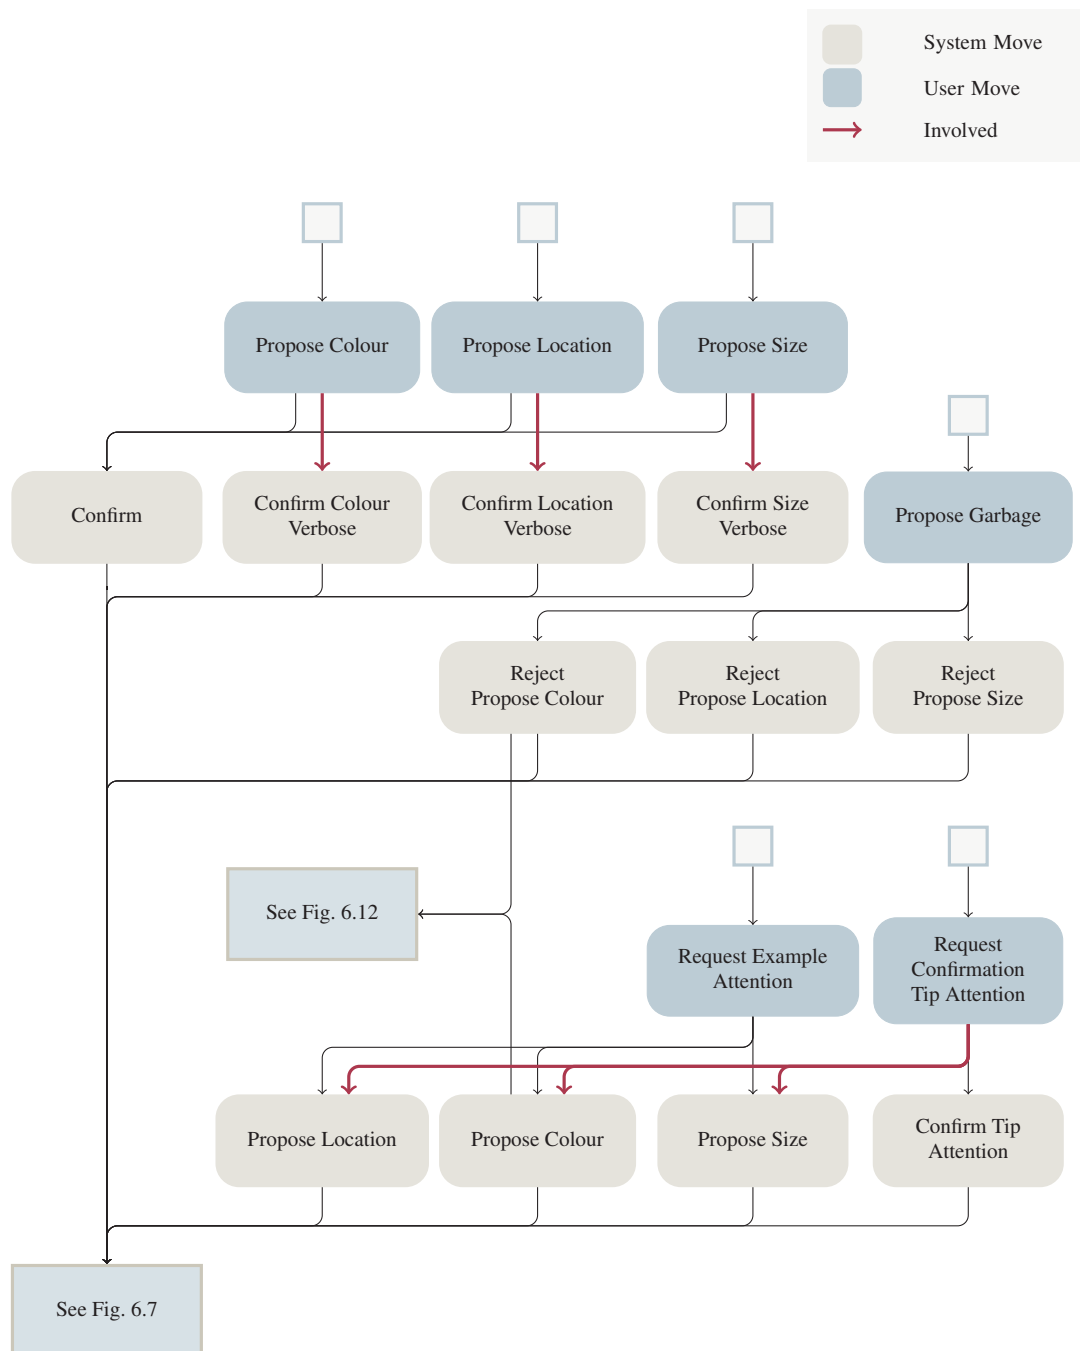 System Move
User Move
Involved
Propose Colour
Propose Location
Propose Size
Confirm
Confirm Colour
Verbose
Confirm Location
Verbose
Confirm Size
Verbose
Propose Garbage
Reject
Propose Colour
Reject
Propose Location
Reject
Propose Size
See Fig. 6.12
Request Example
Attention
Request
Confirmation
Tip Attention
Propose Location
Propose Colour
Propose Size
Confirm Tip
Attention
See Fig. 6.7